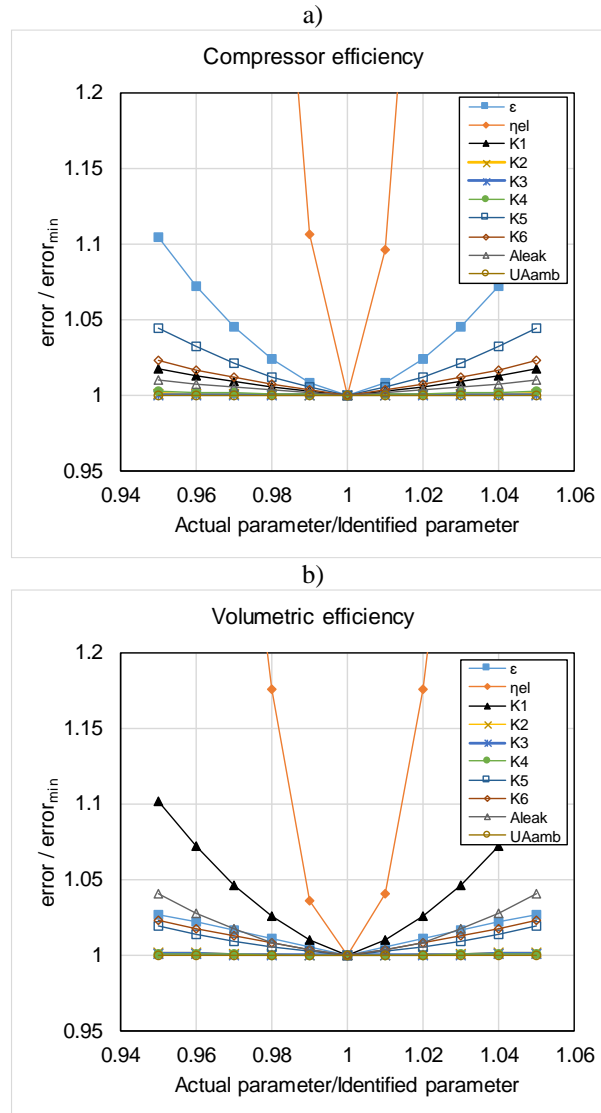 a)
Compressor efficiency
1.2
1.15
1.1
1.05
1
0.95
error / error_min
0.94 0.96 0.98 1 1.02 1.04 1.06
Actual parameter/Identified parameter
ε
ηel
K1
K2
K3
K4
K5
K6
Aleak
UAamb
b)
Volumetric efficiency
1.2
1.15
1.1
1.05
1
0.95
error / error_min
0.94 0.96 0.98 1 1.02 1.04 1.06
Actual parameter/Identified parameter
ε
ηel
K1
K2
K3
K4
K5
K6
Aleak
UAamb